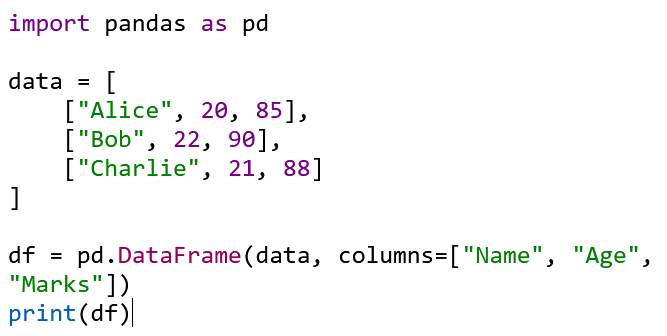 import pandas as pd

data = [
    ["Alice", 20, 85],
    ["Bob", 22, 90],
    ["Charlie", 21, 88]
]

df = pd.DataFrame(data, columns=["Name", "Age",
"Marks"])
print(df)